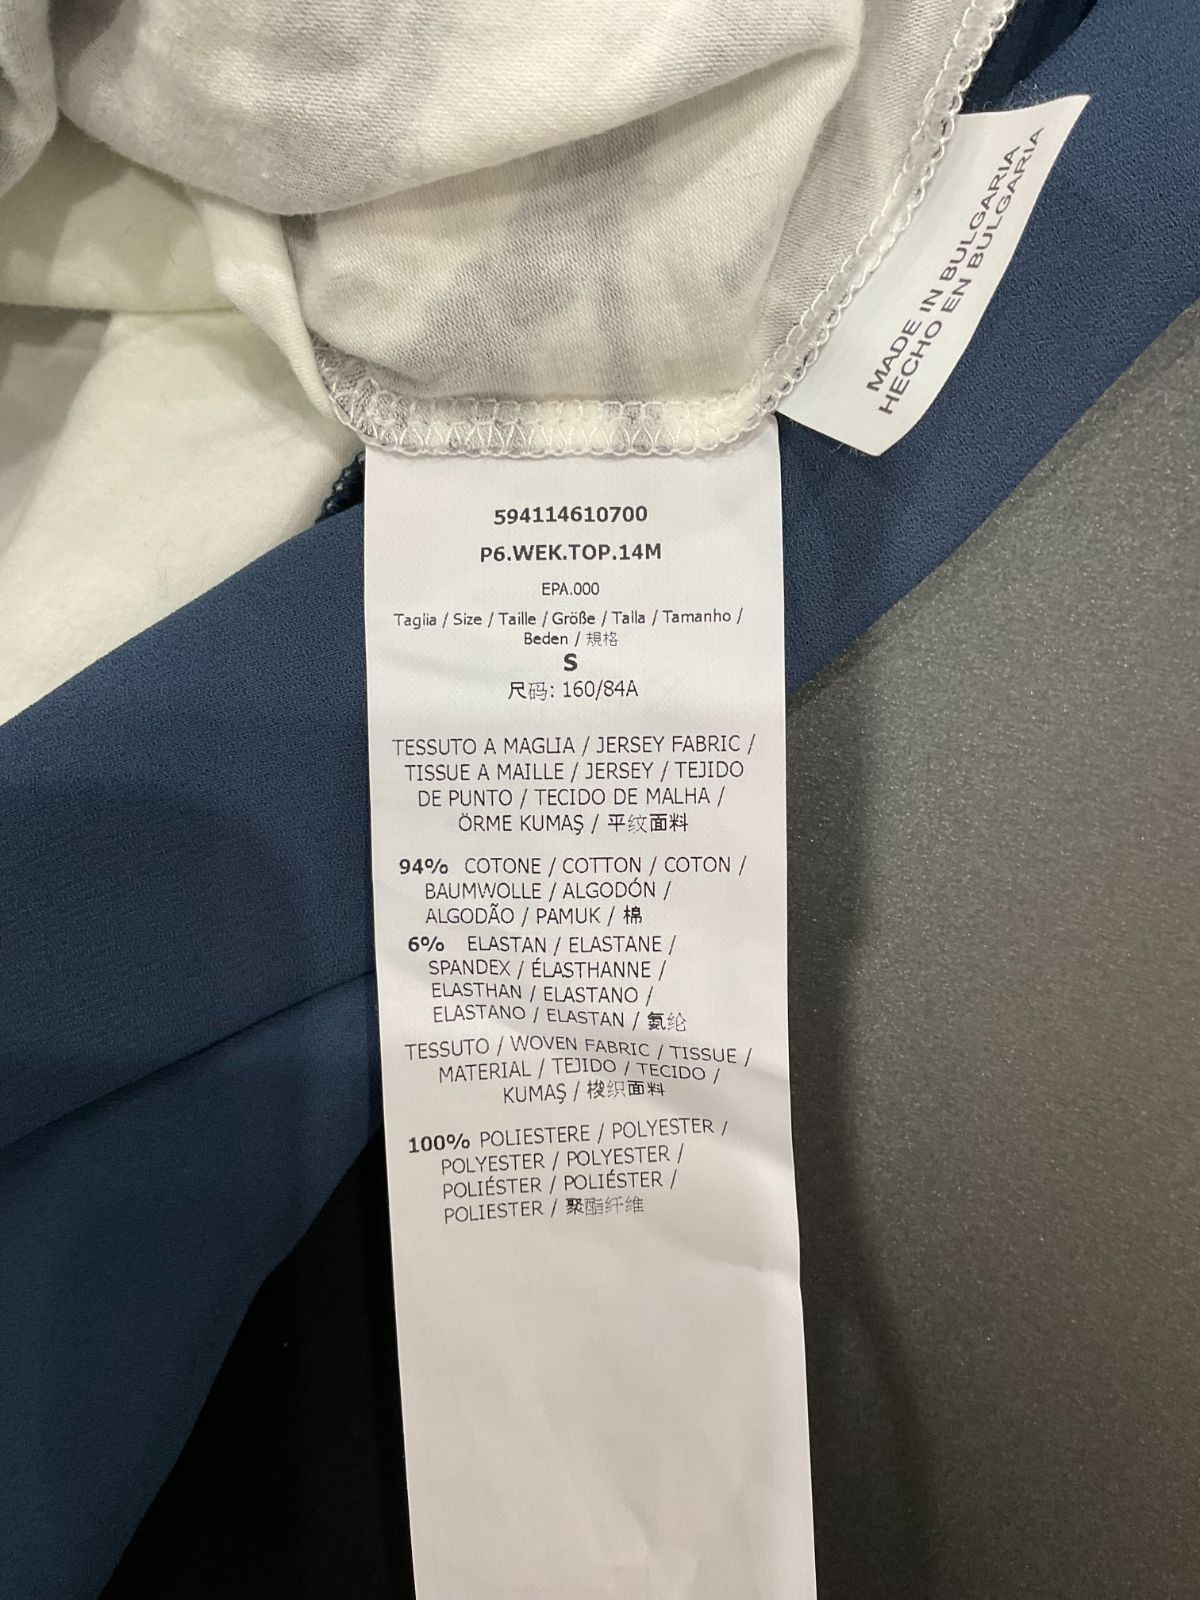 MADE IN BULGARIA
HECHO EN BULGARIA
594114610700
P6.WEK.TOP.14M
EPA.000
Taglia / Size / Taille / Größe / Talla / Tamanho /
Beden / 規格
S
尺码: 160/84A
TESSUTO A MAGLIA / JERSEY FABRIC /
TISSUE A MAILLE / JERSEY / TEJIDO
DE PUNTO / TECIDO DE MALHA /
ÖRME KUMAŞ / 平纹面料
94% COTONE / COTTON / COTON /
BAUMWOLLE / ALGODÓN /
ALGODÃO / PAMUK / 棉
6% ELASTAN / ELASTANE /
SPANDEX / ÉLASTHANNE /
ELASTHAN / ELASTANO /
ELASTANO / ELASTAN / 氨纶
TESSUTO / WOVEN FABRIC / TISSUE /
MATERIAL / TEJIDO / TECIDO /
KUMAŞ / 梭织面料
100% POLIESTERE / POLYESTER /
POLYESTER / POLYESTER /
POLIÉSTER / POLIÉSTER /
POLIESTER / 聚酯纤维